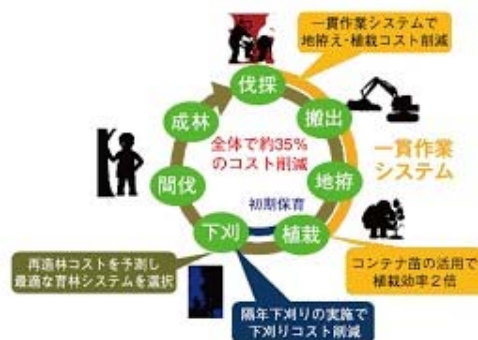 一貫作業システムで
地拵え・植栽コスト削減
伐採
搬出
成林
全体で約35%
のコスト削減
一貫作業
システム
地拵
間伐
初期保育
下刈
植栽
再造林コストを予測し
最適な育林システムを選択
コンテナ苗の活用で
植栽効率2倍
隔年下刈りの実施で
下刈りコスト削減